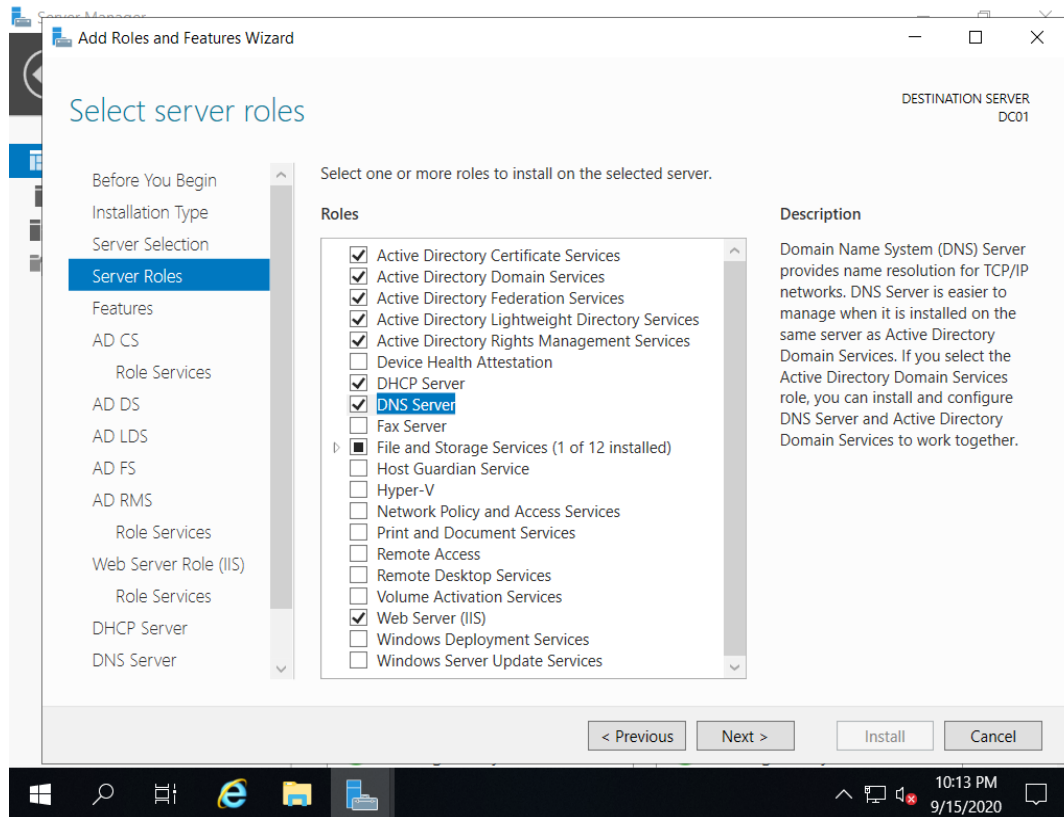 Server Manager
Add Roles and Features Wizard
Select server roles
DESTINATION SERVER
DC01
Before You Begin
Installation Type
Server Selection
Server Roles
Features
AD CS
Role Services
AD DS
AD LDS
AD FS
AD RMS
Role Services
Web Server Role (IIS)
Role Services
DHCP Server
DNS Server
Select one or more roles to install on the selected server.
Roles
Active Directory Certificate Services
Active Directory Domain Services
Active Directory Federation Services
Active Directory Lightweight Directory Services
Active Directory Rights Management Services
Device Health Attestation
DHCP Server
DNS Server
Fax Server
File and Storage Services (1 of 12 installed)
Host Guardian Service
Hyper-V
Network Policy and Access Services
Print and Document Services
Remote Access
Remote Desktop Services
Volume Activation Services
Web Server (IIS)
Windows Deployment Services
Windows Server Update Services
Description
Domain Name System (DNS) Server
provides name resolution for TCP/IP
networks. DNS Server is easier to
manage when it is installed on the
same server as Active Directory
Domain Services. If you select the
Active Directory Domain Services
role, you can install and configure
DNS Server and Active Directory
Domain Services to work together.
< Previous
Next >
Install
Cancel
10:13 PM
9/15/2020